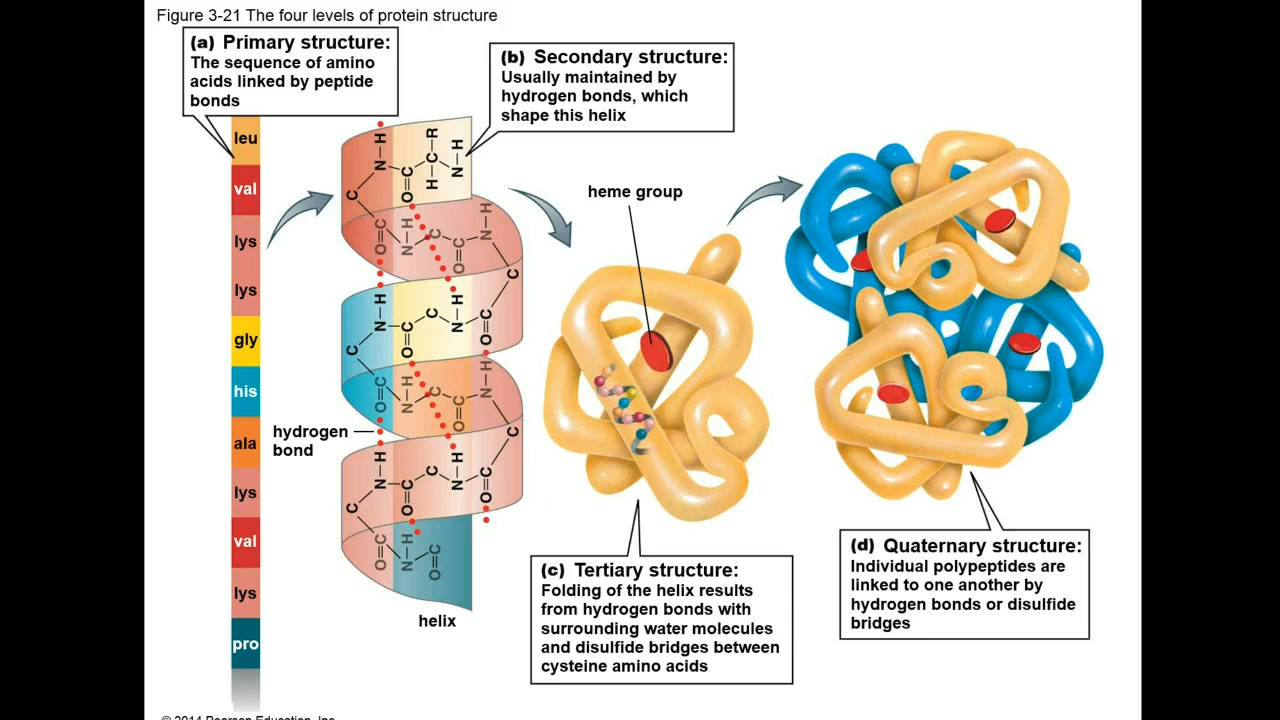 Figure 3-21 The four levels of protein structure
(a) Primary structure:
The sequence of amino
acids linked by peptide
bonds
(b) Secondary structure:
Usually maintained by
hydrogen bonds, which
shape this helix
leu
val
lys
lys
gly
his
ala
lys
val
lys
pro
hydrogen
bond
helix
heme group
(c) Tertiary structure:
Folding of the helix results
from hydrogen bonds with
surrounding water molecules
and disulfide bridges between
cysteine amino acids
(d) Quaternary structure:
Individual polypeptides are
linked to one another by
hydrogen bonds or disulfide
bridges
© 2014 Pearson Education, Inc.